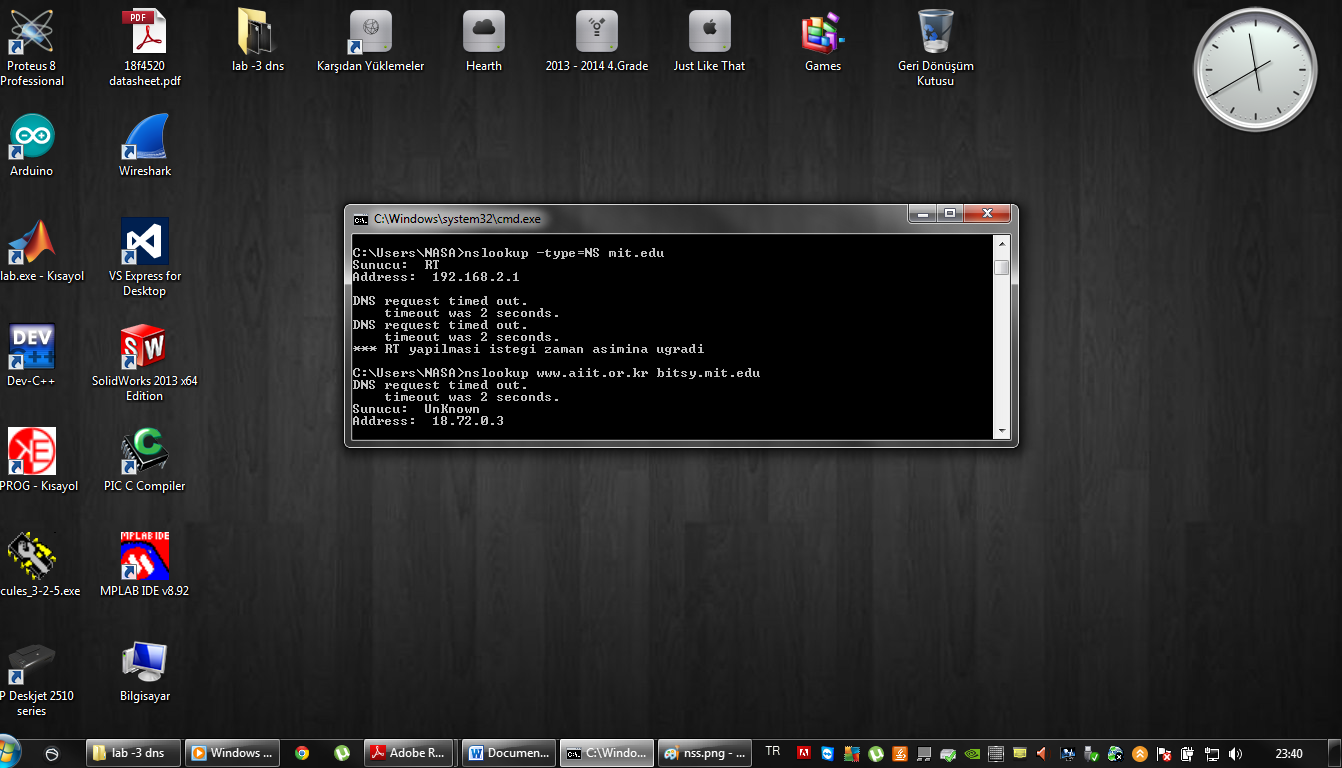 Proteus 8
Professional
PDF
18f4520
datasheet.pdf
lab -3 dns
Karşıdan Yüklemeler
Hearth
2013 - 2014 4.Grade
Just Like That
Games
Geri Dönüşüm
Kutusu
Arduino
Wireshark
lab.exe - Kısayol
VS Express for
Desktop
DEV
C++
Dev-C++
SW
SolidWorks 2013 x64
Edition
PROG - Kısayol
PIC C Compiler
cules_3-2-5.exe
MPLAB IDE
MPLAB IDE v8.92
P Deskjet 2510
series
Bilgisayar
C:\Windows\system32\cmd.exe
C:\Users\NASA>nslookup -type=NS mit.edu
Sunucu:  RT
Address:  192.168.2.1
DNS request timed out.
    timeout was 2 seconds.
DNS request timed out.
    timeout was 2 seconds.
*** RT yapilmasi istegi zaman asimina ugradi
C:\Users\NASA>nslookup www.aiit.or.kr bitsy.mit.edu
DNS request timed out.
    timeout was 2 seconds.
Sunucu:  UnKnown
Address:  18.72.0.3
lab -3 dns
Windows ...
Adobe R...
Documen...
C:\Windo...
nss.png - ...
TR
23:40